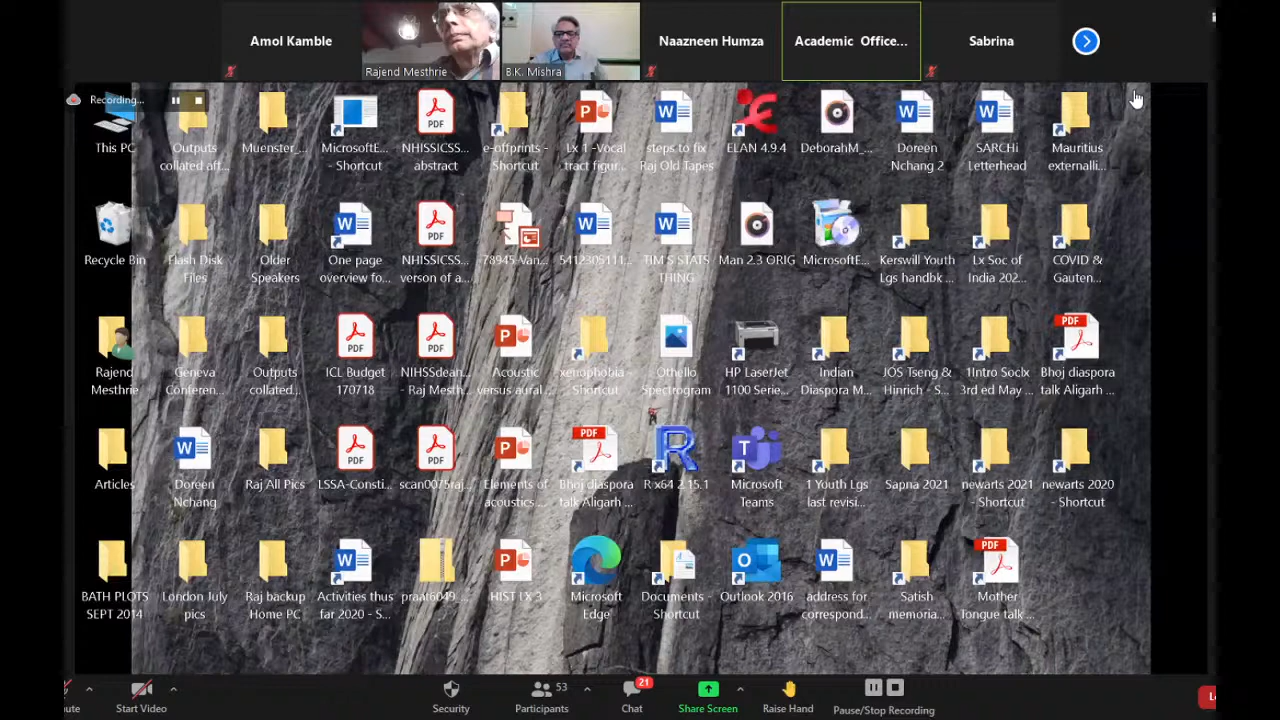 Amol Kamble
Rajend Mesthrie
B.K. Mishra
Naazneen Humza
Academic Office...
Sabrina
Recording...
This PC
Outputs
collated aft...
Muenster_...
MicrosoftE...
- Shortcut
NHISSICSS...
abstract
e-offprints -
Shortcut
Lx 1 -Vocal
tract figur...
steps to fix
Raj Old Tapes
ELAN 4.9.4
DeborahM_...
Doreen
Nchang 2
SARCHi
Letterhead
Mauritius
externalli...
Recycle Bin
Flash Disk
Files
Older
Speakers
One page
overview fo...
NHISSICSS...
verson of a...
78945-Van...
5412305111...
TIM'S STATS
THING
Man 2.3 ORIG
MicrosoftE...
Kerswill Youth
Lgs handbk ...
Lx Soc of
India 202...
COVID &
Gauten...
Rajend
Mesthrie
Geneva
Conferen...
Outputs
collated...
ICL Budget
170718
NIHSSdean...
- Raj Mesth...
Acoustic
versus aural...
xenophobia -
Shortcut
Othello
Spectrogram
HP LaserJet
1100 Serie...
Indian
Diaspora M...
JOS Tseng &
Hinrich - S...
1Intro Soclx
3rd ed May ...
PDF
Bhoj diaspora
talk Aligarh ...
Articles
Doreen
Nchang
Raj All Pics
LSSA-Consti...
scan0075raj...
Elements of
acoustics...
PDF
Bhoj diaspora
talk Aligarh ...
R x64 2.15.1
Microsoft
Teams
1 Youth Lgs
last revisi...
Sapna 2021
newarts 2021
- Shortcut
newarts 2020
- Shortcut
BATH PLOTS
SEPT 2014
London July
pics
Raj backup
Home PC
Activities thus
far 2020 - S...
praat6049_...
HIST LX 3
Microsoft
Edge
Documents -
Shortcut
Outlook 2016
address for
correspond...
Satish
memoria...
PDF
Mother
Tongue talk...
Start Video
Security
53
Participants
21
Chat
Share Screen
Raise Hand
Pause/Stop Recording